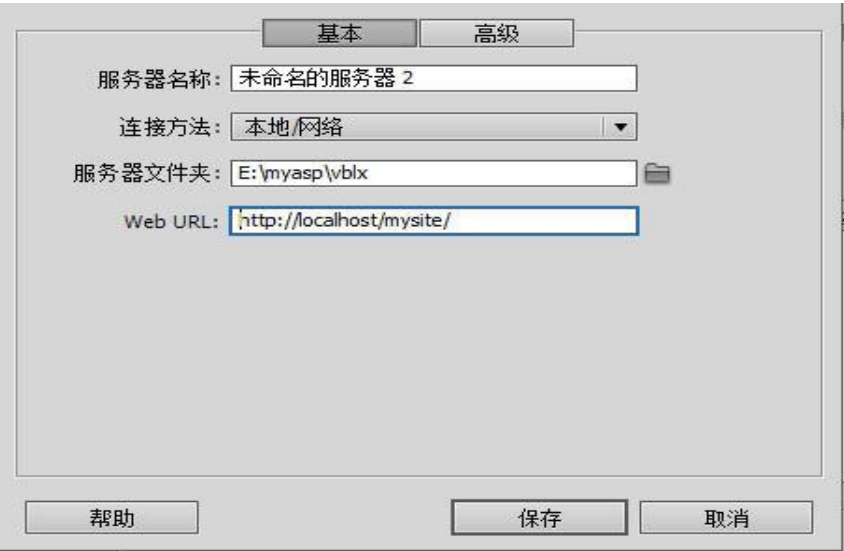 基本 高级
服务器名称: 未命名的服务器 2
连接方法: 本地/网络
服务器文件夹: E:\myasp\vblx
Web URL: http://localhost/mysite/
帮助 保存 取消